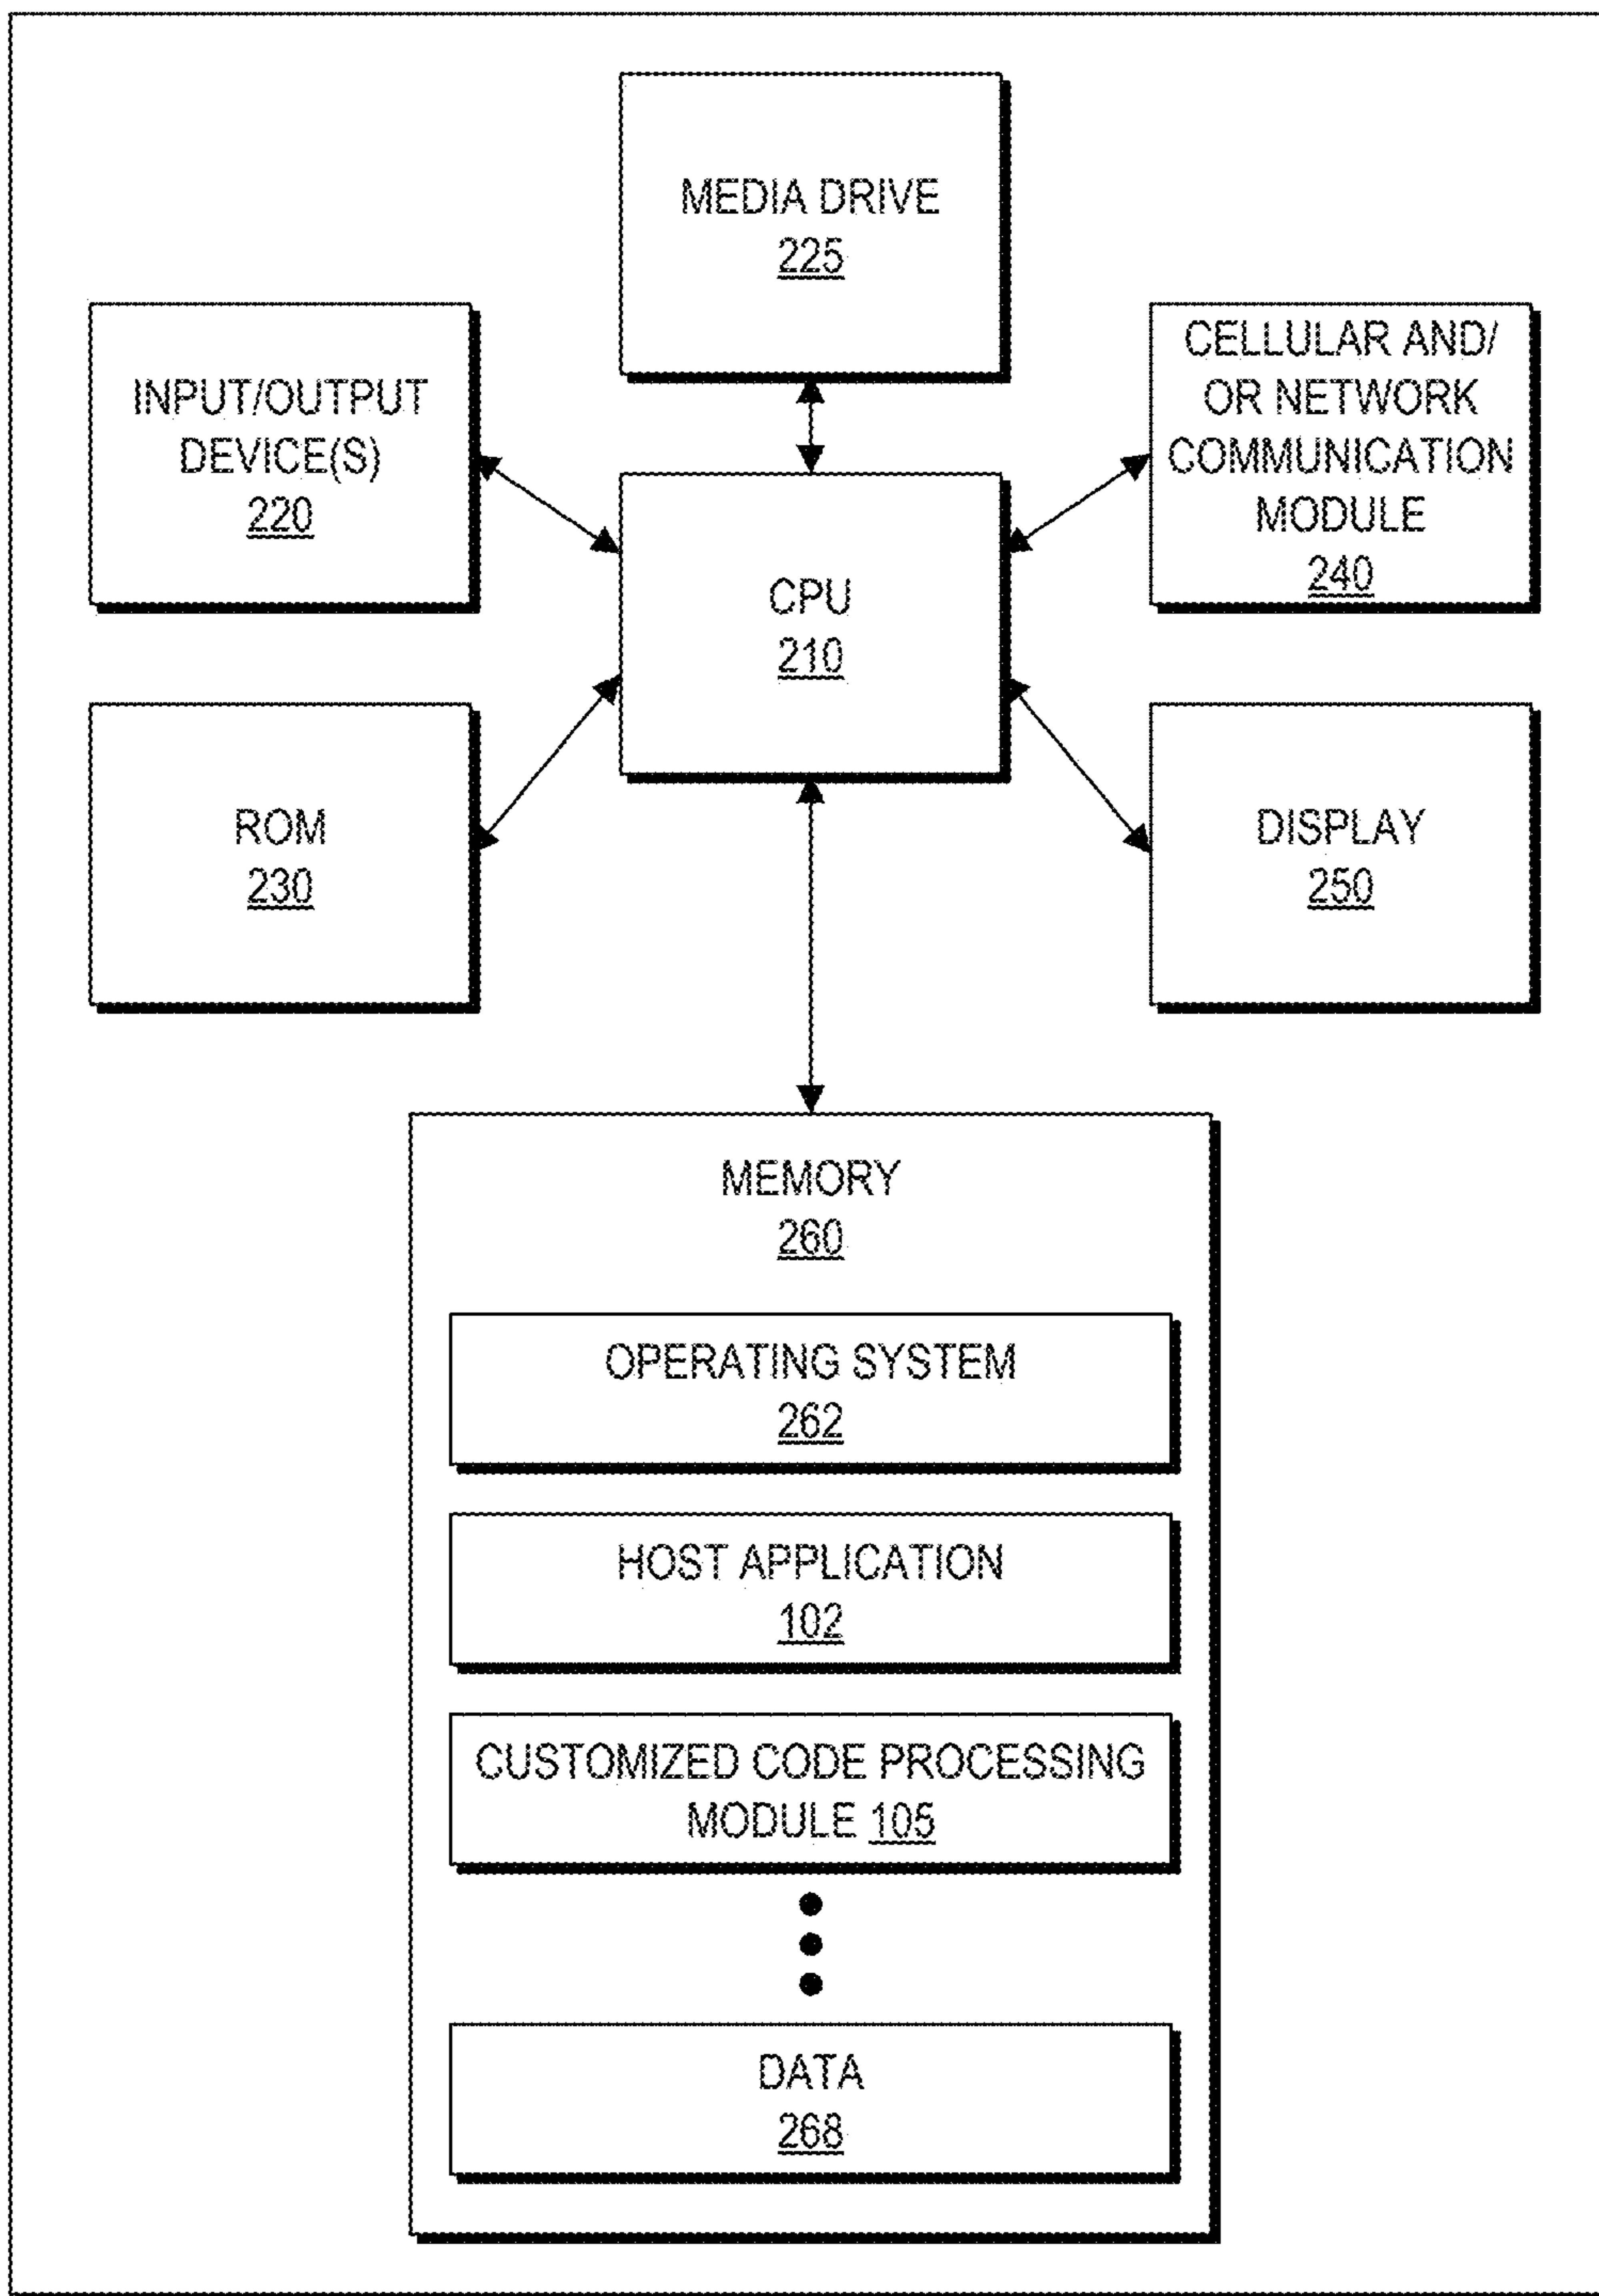 MEDIA DRIVE
225
INPUT/OUTPUT
DEVICE(S)
220
CELLULAR AND/
OR NETWORK
COMMUNICATION
MODULE
240
CPU
210
ROM
230
DISPLAY
250
MEMORY
260
OPERATING SYSTEM
262
HOST APPLICATION
102
CUSTOMIZED CODE PROCESSING
MODULE 105
DATA
268